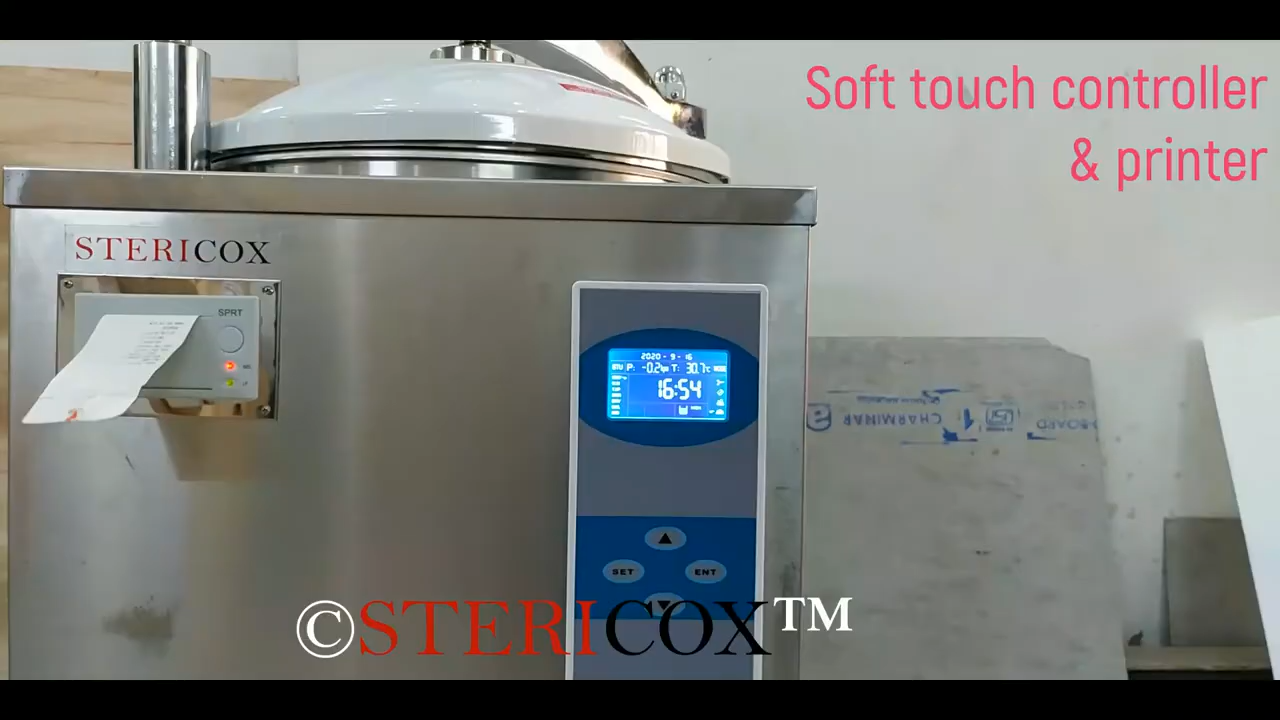 Soft touch controller
& printer
STERICOX
SPRT
2020 - 9 - 16
P: -0.2 T: 30.7℃
16:54
▲
SET
ENT
▼
CHARMINAR
©STERICOX™